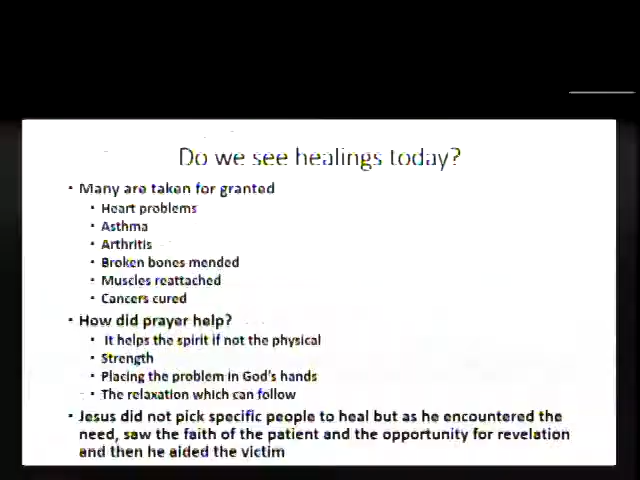 Do we see healings today?
• Many are taken for granted
• Heart problems
• Asthma
• Arthritis
• Broken bones mended
• Muscles reattached
• Cancers cured
• How did prayer help?
• It helps the spirit if not the physical
• Strength
• Placing the problem in God's hands
• The relaxation which can follow
• Jesus did not pick specific people to heal but as he encountered the
need, saw the faith of the patient and the opportunity for revelation
and then he aided the victim